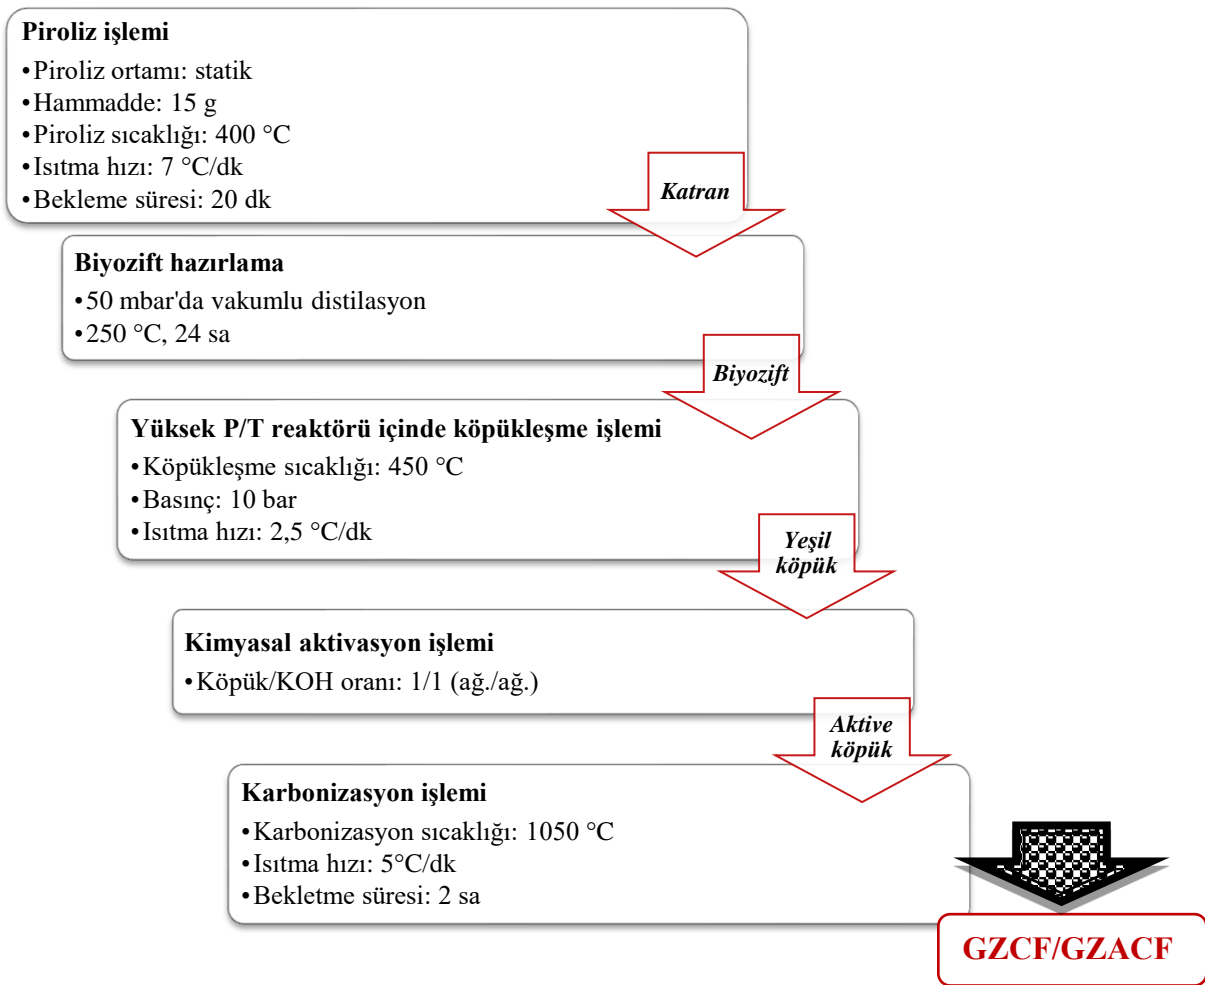 Piroliz işlemi
•Piroliz ortamı: statik
•Hammadde: 15 g
•Piroliz sıcaklığı: 400 °C
•Isıtma hızı: 7 °C/dk
•Bekleme süresi: 20 dk
Katran
Biyozift hazırlama
•50 mbar'da vakumlu distilasyon
•250 °C, 24 sa
Biyozift
Yüksek P/T reaktörü içinde köpükleşme işlemi
•Köpükleşme sıcaklığı: 450 °C
•Basınç: 10 bar
•Isıtma hızı: 2,5 °C/dk
Yeşil
köpük
Kimyasal aktivasyon işlemi
•Köpük/KOH oranı: 1/1 (ağ./ağ.)
Aktive
köpük
Karbonizasyon işlemi
•Karbonizasyon sıcaklığı: 1050 °C
•Isıtma hızı: 5°C/dk
•Bekletme süresi: 2 sa
GZCF/GZACF